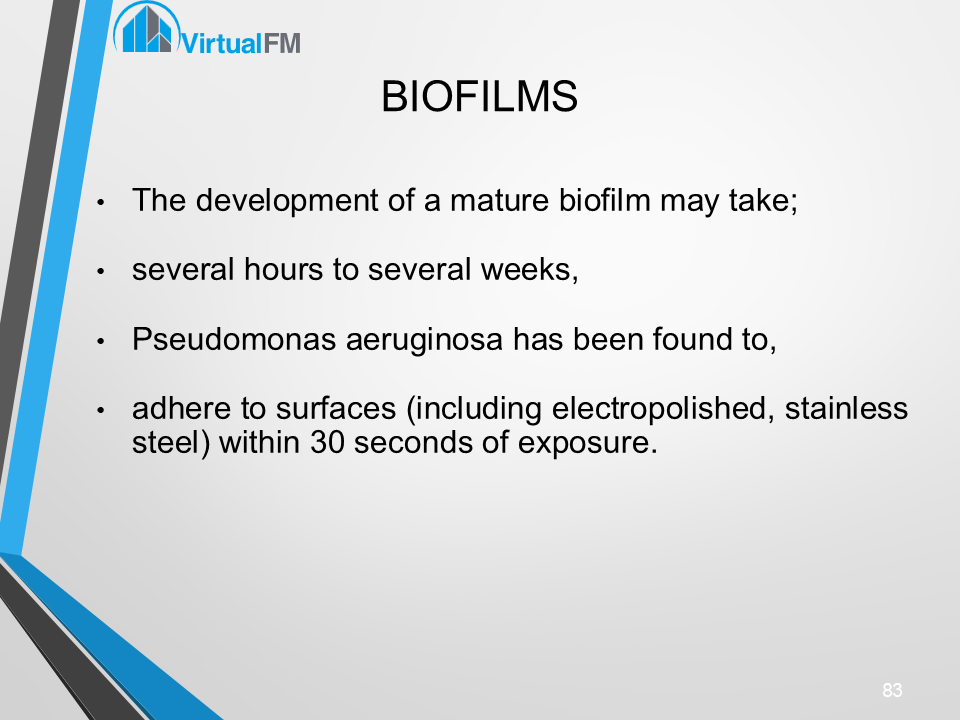 VirtualFM
BIOFILMS
• The development of a mature biofilm may take;
• several hours to several weeks,
• Pseudomonas aeruginosa has been found to,
• adhere to surfaces (including electropolished, stainless
steel) within 30 seconds of exposure.
83